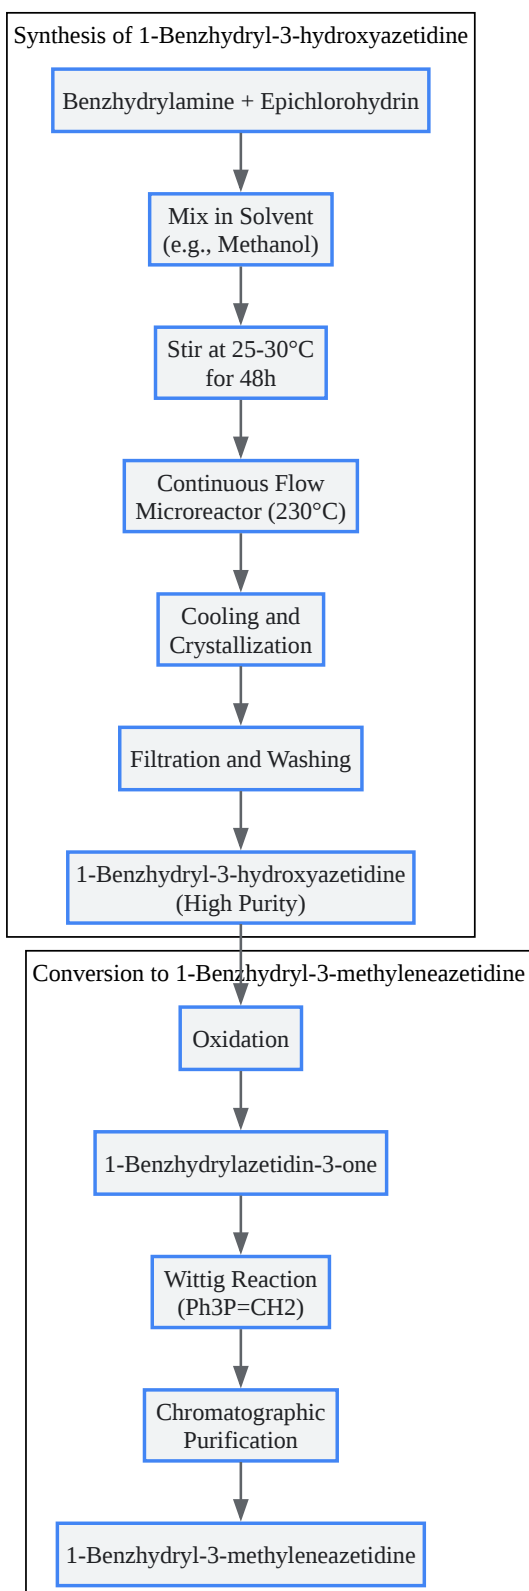 Synthesis of 1-Benzhydryl-3-hydroxyazetidine
Benzhydrylamine + Epichlorohydrin
Mix in Solvent
(e.g., Methanol)
Stir at 25-30°C
for 48h
Continuous Flow
Microreactor (230°C)
Cooling and
Crystallization
Filtration and Washing
1-Benzhydryl-3-hydroxyazetidine
(High Purity)
Conversion to 1-Benzhydryl-3-methyleneazetidine
Oxidation
1-Benzhydrylazetidin-3-one
Wittig Reaction
(Ph3P=CH2)
Chromatographic
Purification
1-Benzhydryl-3-methyleneazetidine